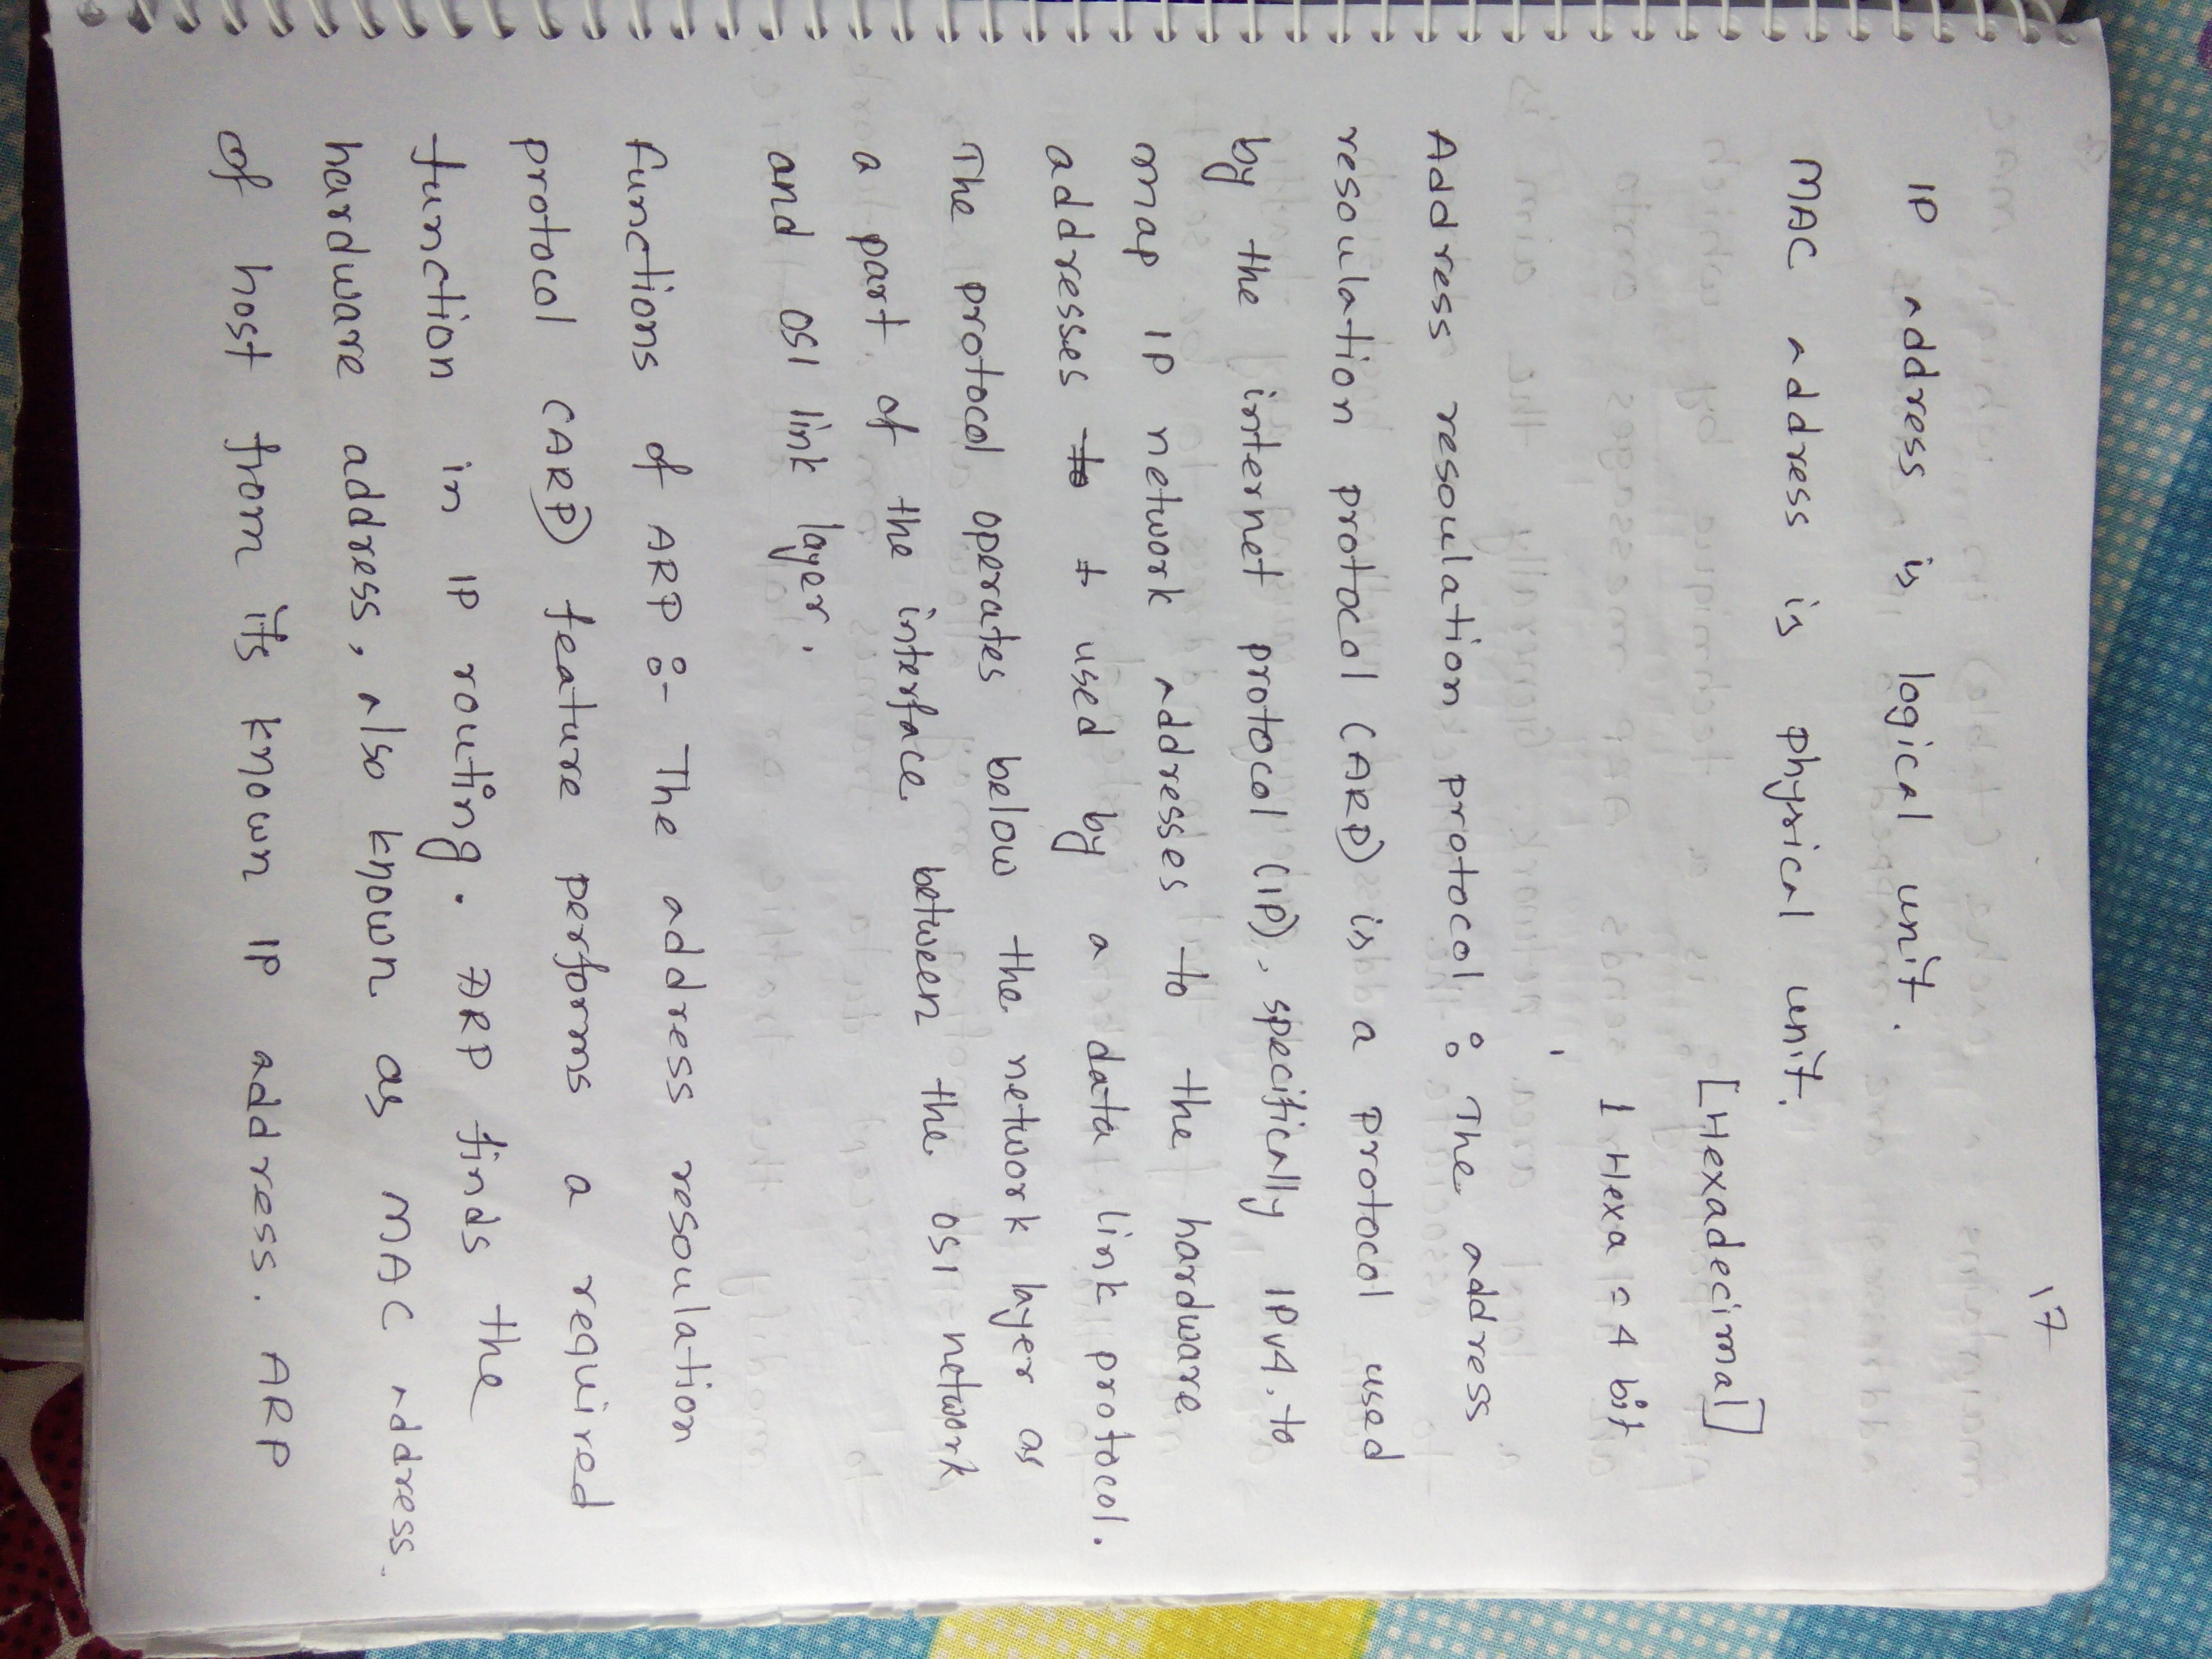 17
IP address is logical unit.
MAC address is physical unit.
[Hexadecimal]
1 Hexa = 4 bit
Address resoulation protocol : The address
resoulation protocol (ARP) is a protocol used
by the internet protocol (IP), specifically IPv4, to
map IP network addresses to the hardware
addresses to t used by a data link protocol.
The protocol operates below the network layer as
a part of the interface between the OSI network
and OSI link layer.
functions of ARP :- The address resoulation
protocol (ARP) feature performs a required
function in IP routing. ARP finds the
hardware address, also known as MAC address.
of host from its known IP address. ARP